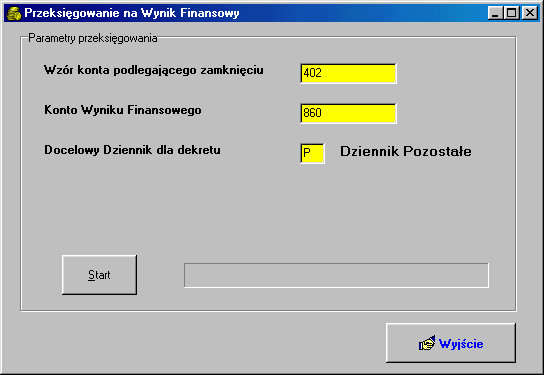 Przeksięgowanie na Wynik Finansowy
Parametry przeksięgowania
Wzór konta podlegającego zamknięciu 402
Konto Wyniku Finansowego 860
Docelowy Dziennik dla dekretu P Dziennik Pozostałe
Start
Wyjście